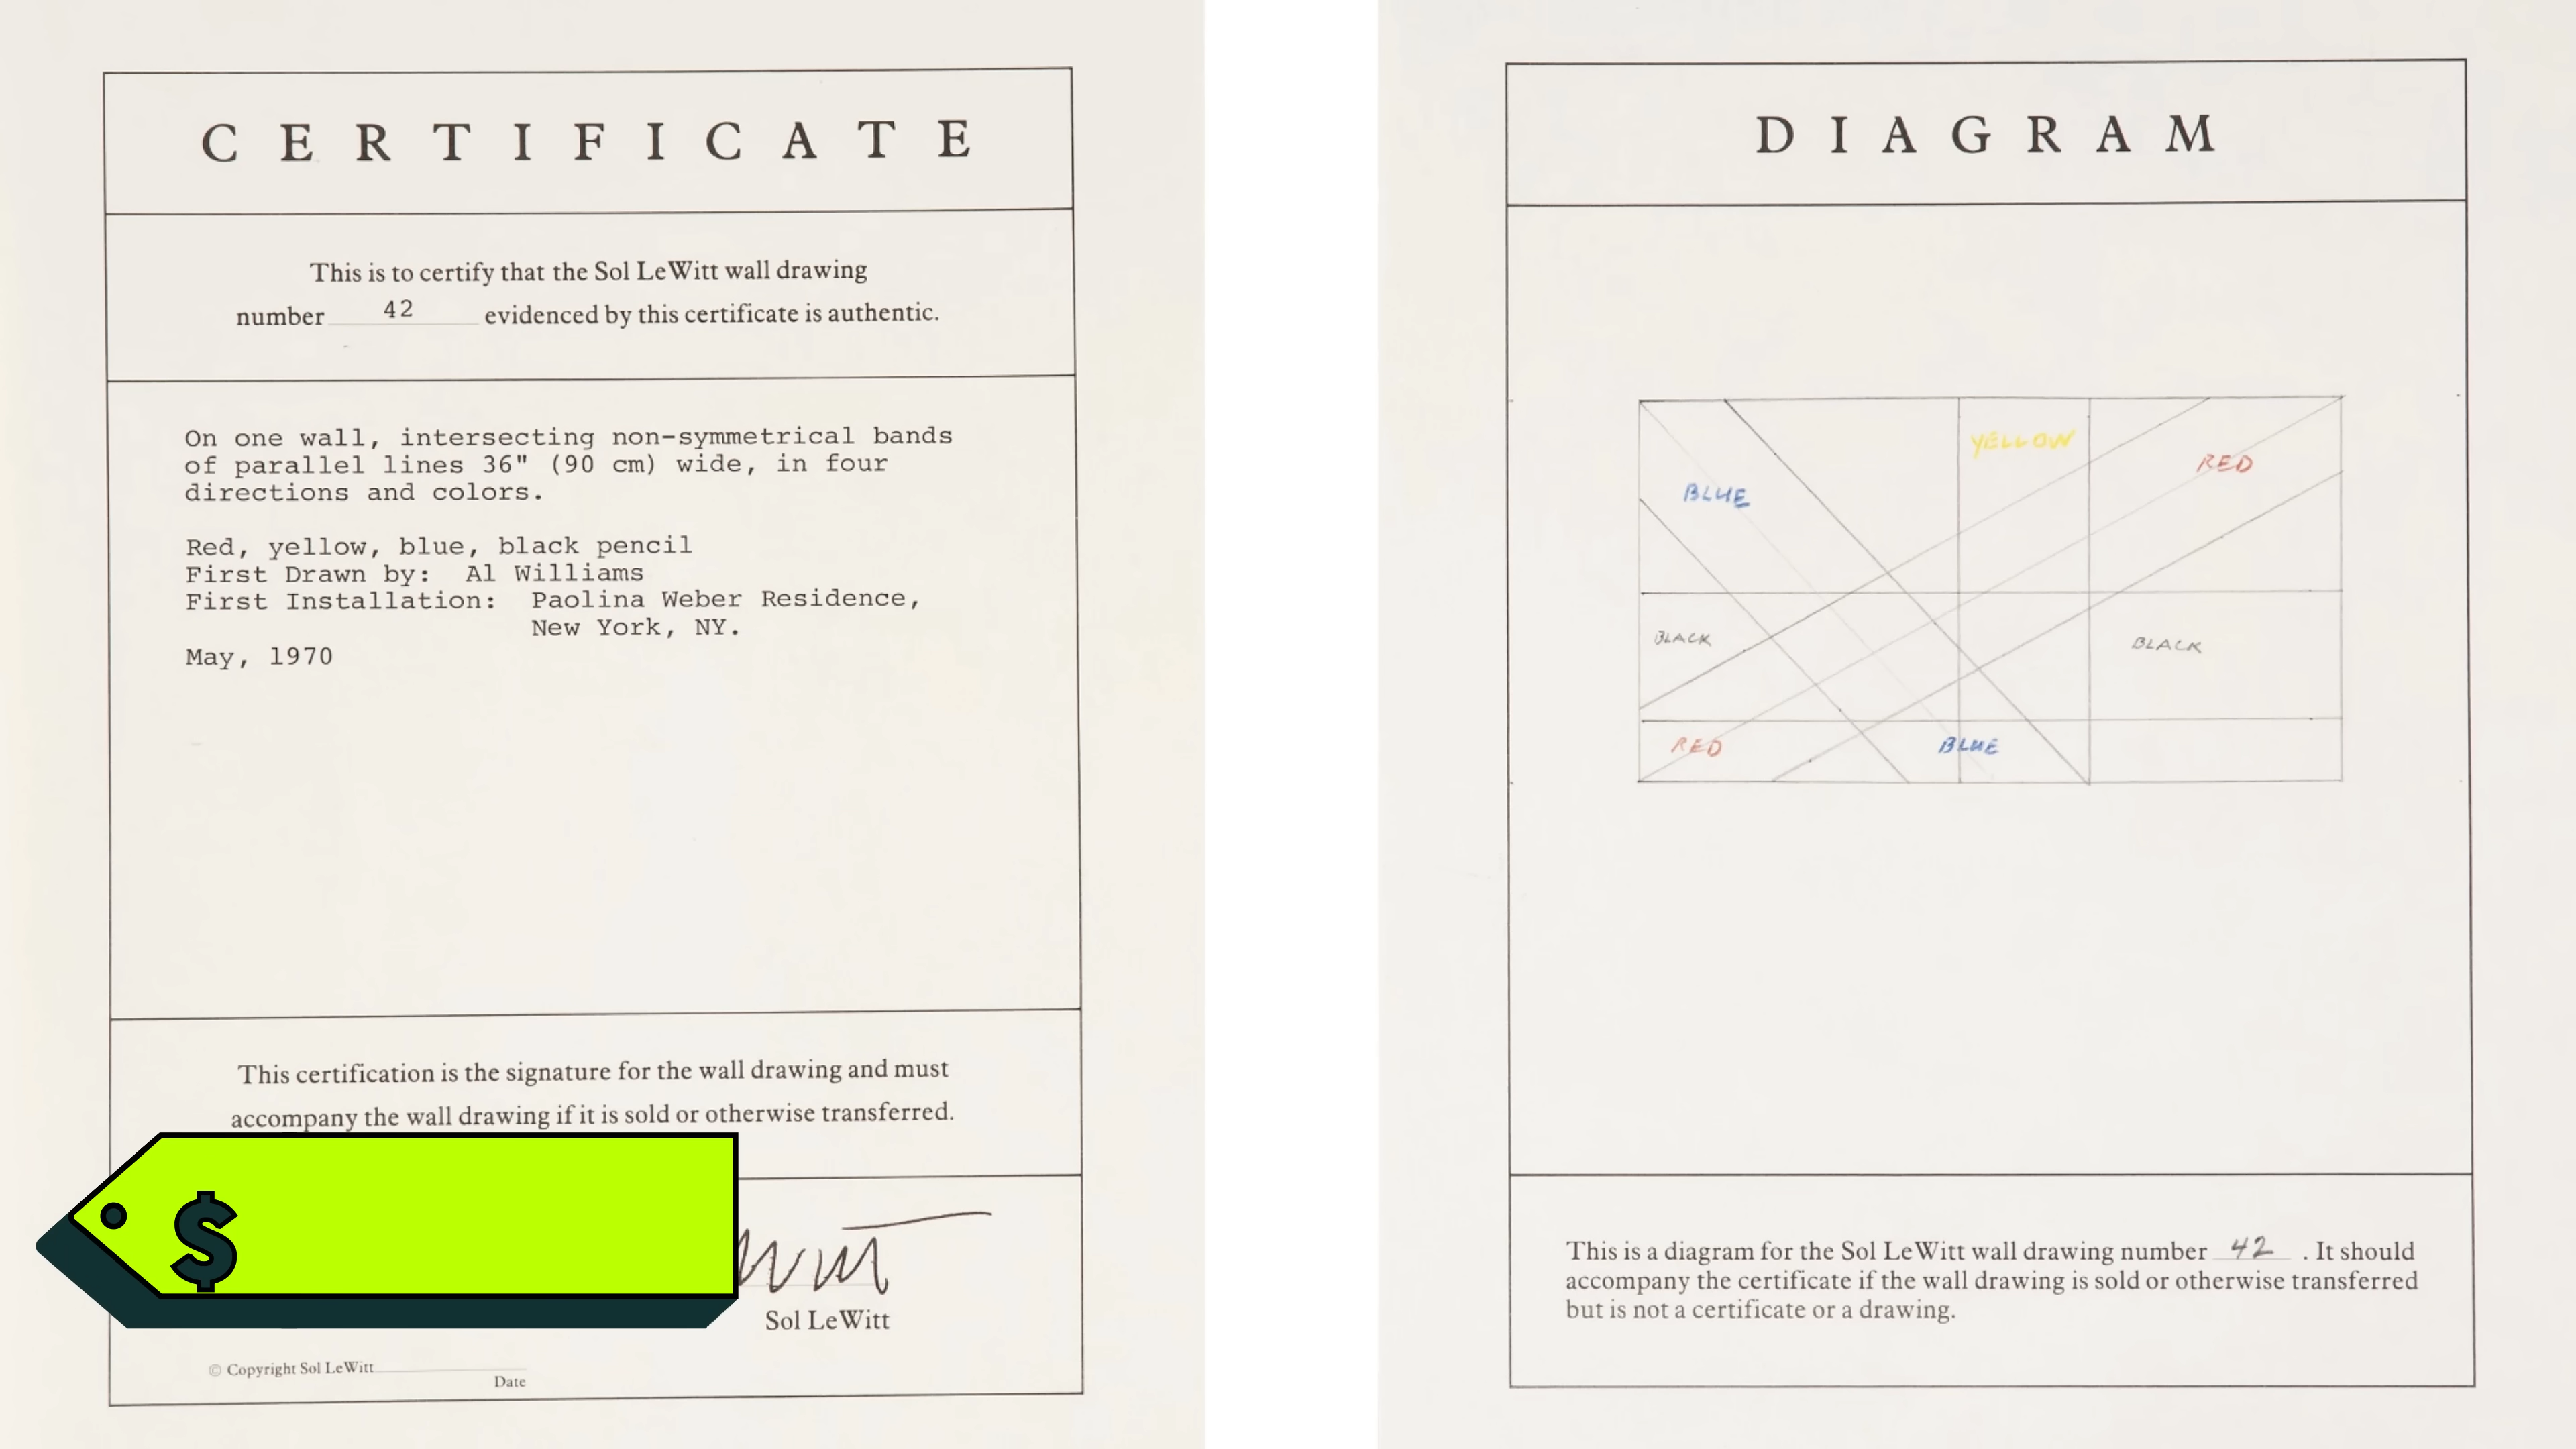 CERTIFICATE
This is to certify that the Sol LeWitt wall drawing
number 42 evidenced by this certificate is authentic.
On one wall, intersecting non-symmetrical bands
of parallel lines 36" (90 cm) wide, in four
directions and colors.
Red, yellow, blue, black pencil
First Drawn by: Al Williams
First Installation: Paolina Weber Residence,
New York, NY.
May, 1970
This certification is the signature for the wall drawing and must
accompany the wall drawing if it is sold or otherwise transferred.
$
Sol LeWitt
© Copyright Sol LeWitt
Date
DIAGRAM
YELLOW
RED
BLUE
BLACK
BLACK
RED
BLUE
This is a diagram for the Sol LeWitt wall drawing number 42 . It should
accompany the certificate if the wall drawing is sold or otherwise transferred
but is not a certificate or a drawing.